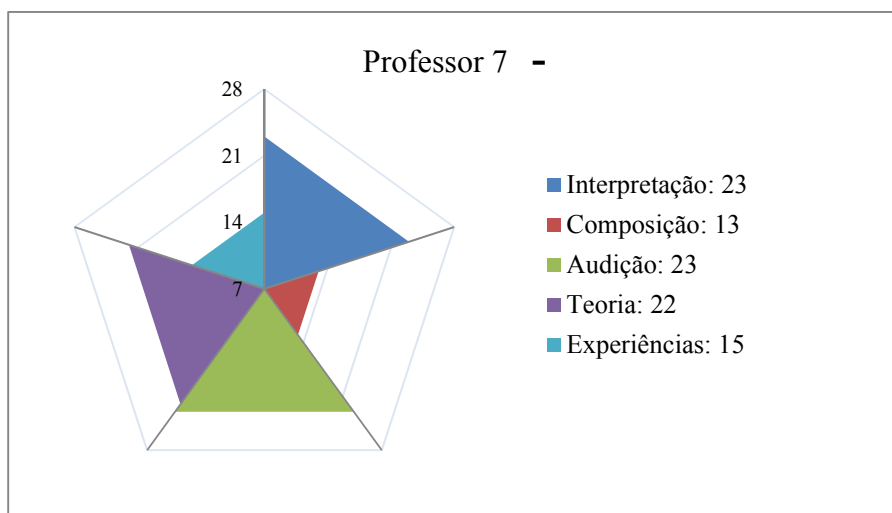 Professor 7 -
28
21
14
7
Interpretação: 23
Composição: 13
Audição: 23
Teoria: 22
Experiências: 15